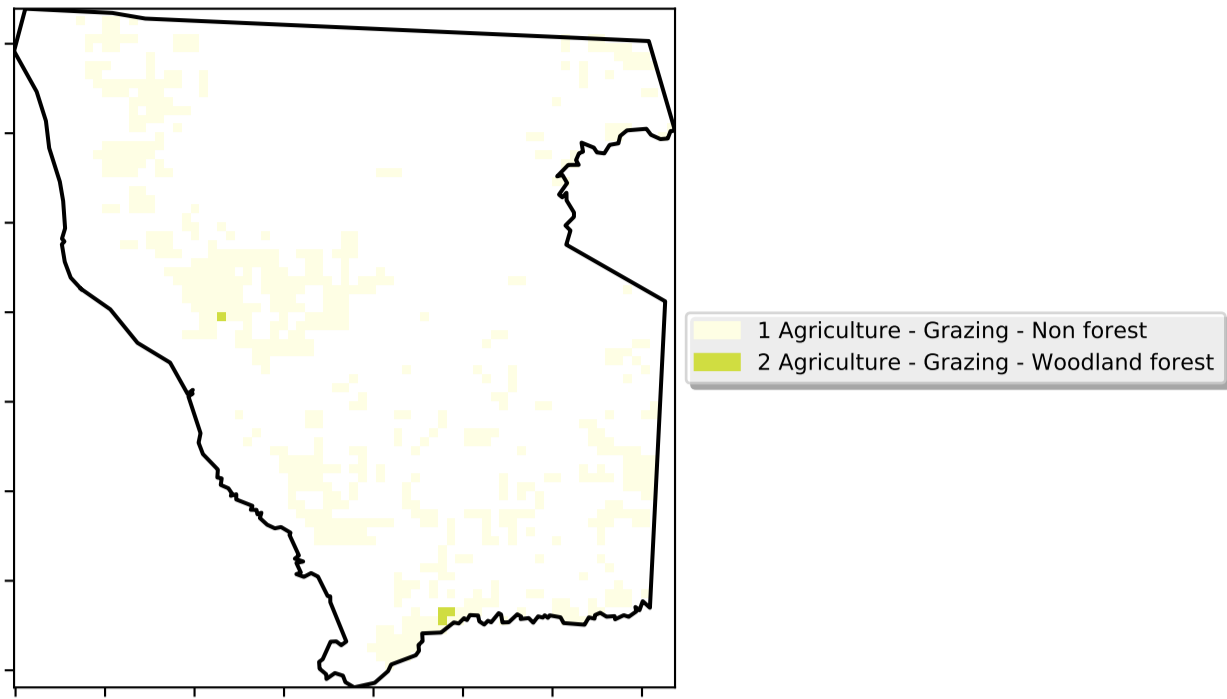 1 Agriculture - Grazing - Non forest
2 Agriculture - Grazing - Woodland forest